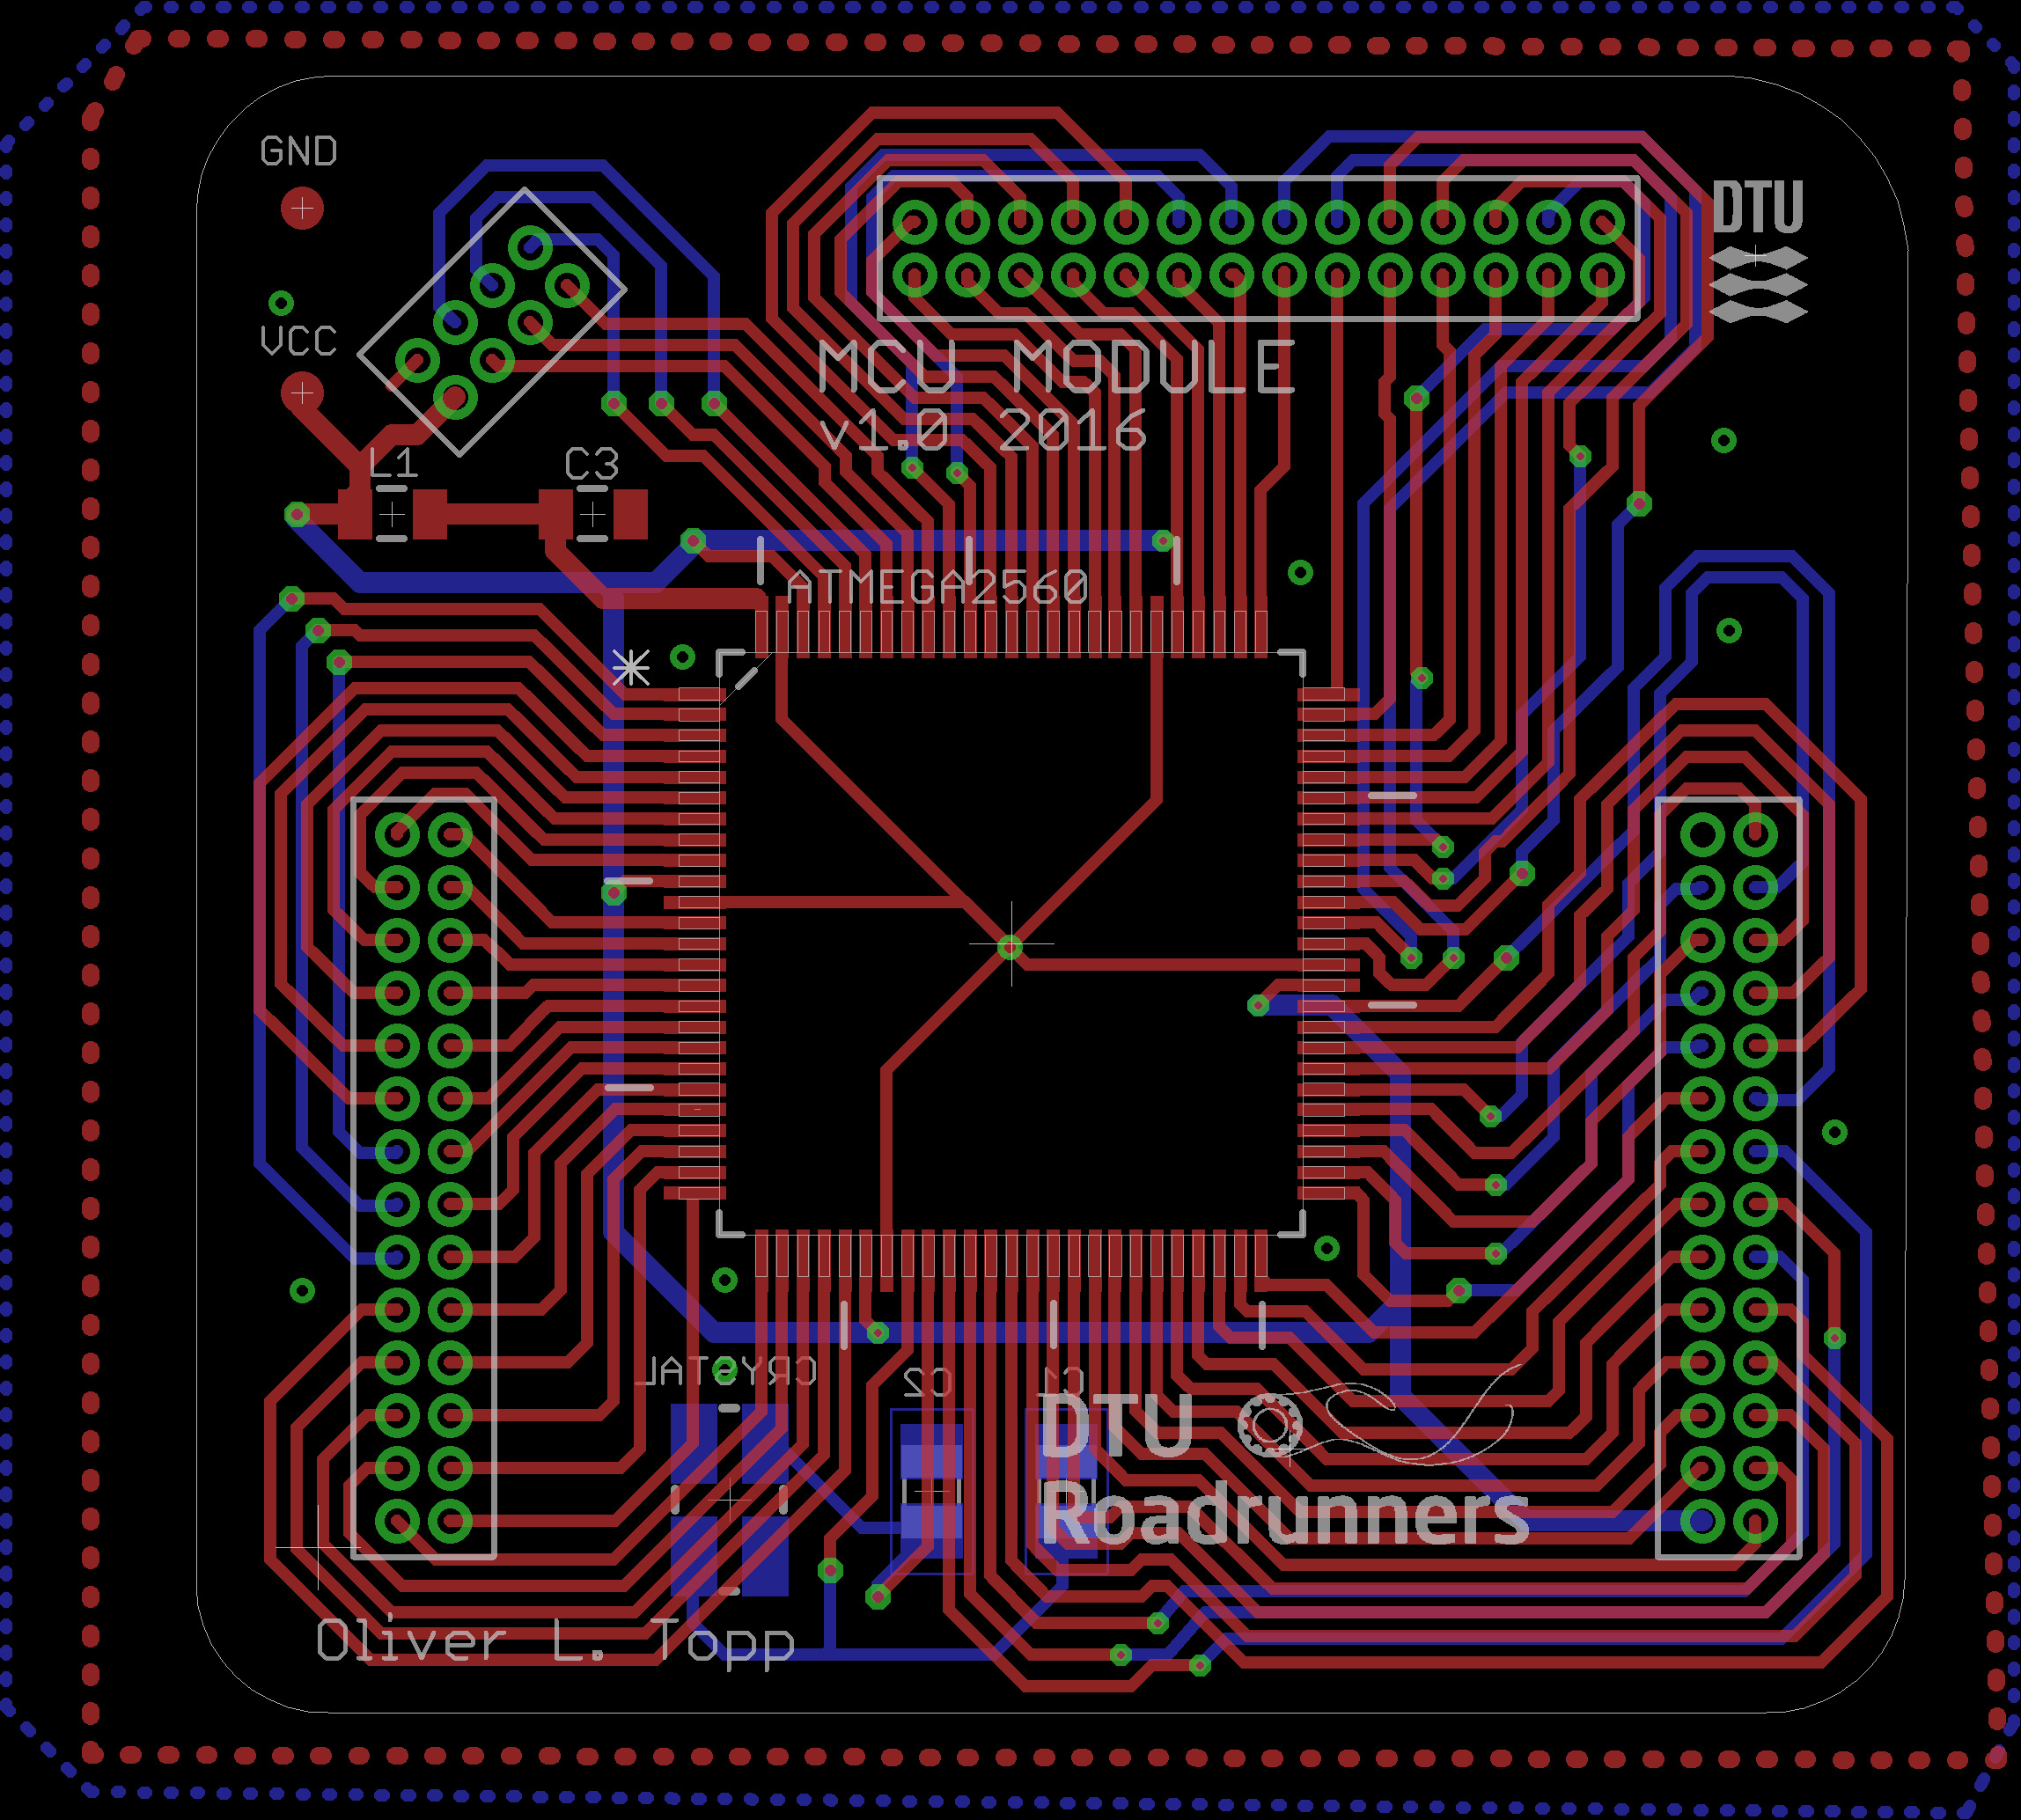 GND
DTU
VCC
MCU MODULE
v1.0 2016
L1
C3
ATMEGA2560
CRYSTAL
C2
C1
DTU
Roadrunners
Oliver L. Topp